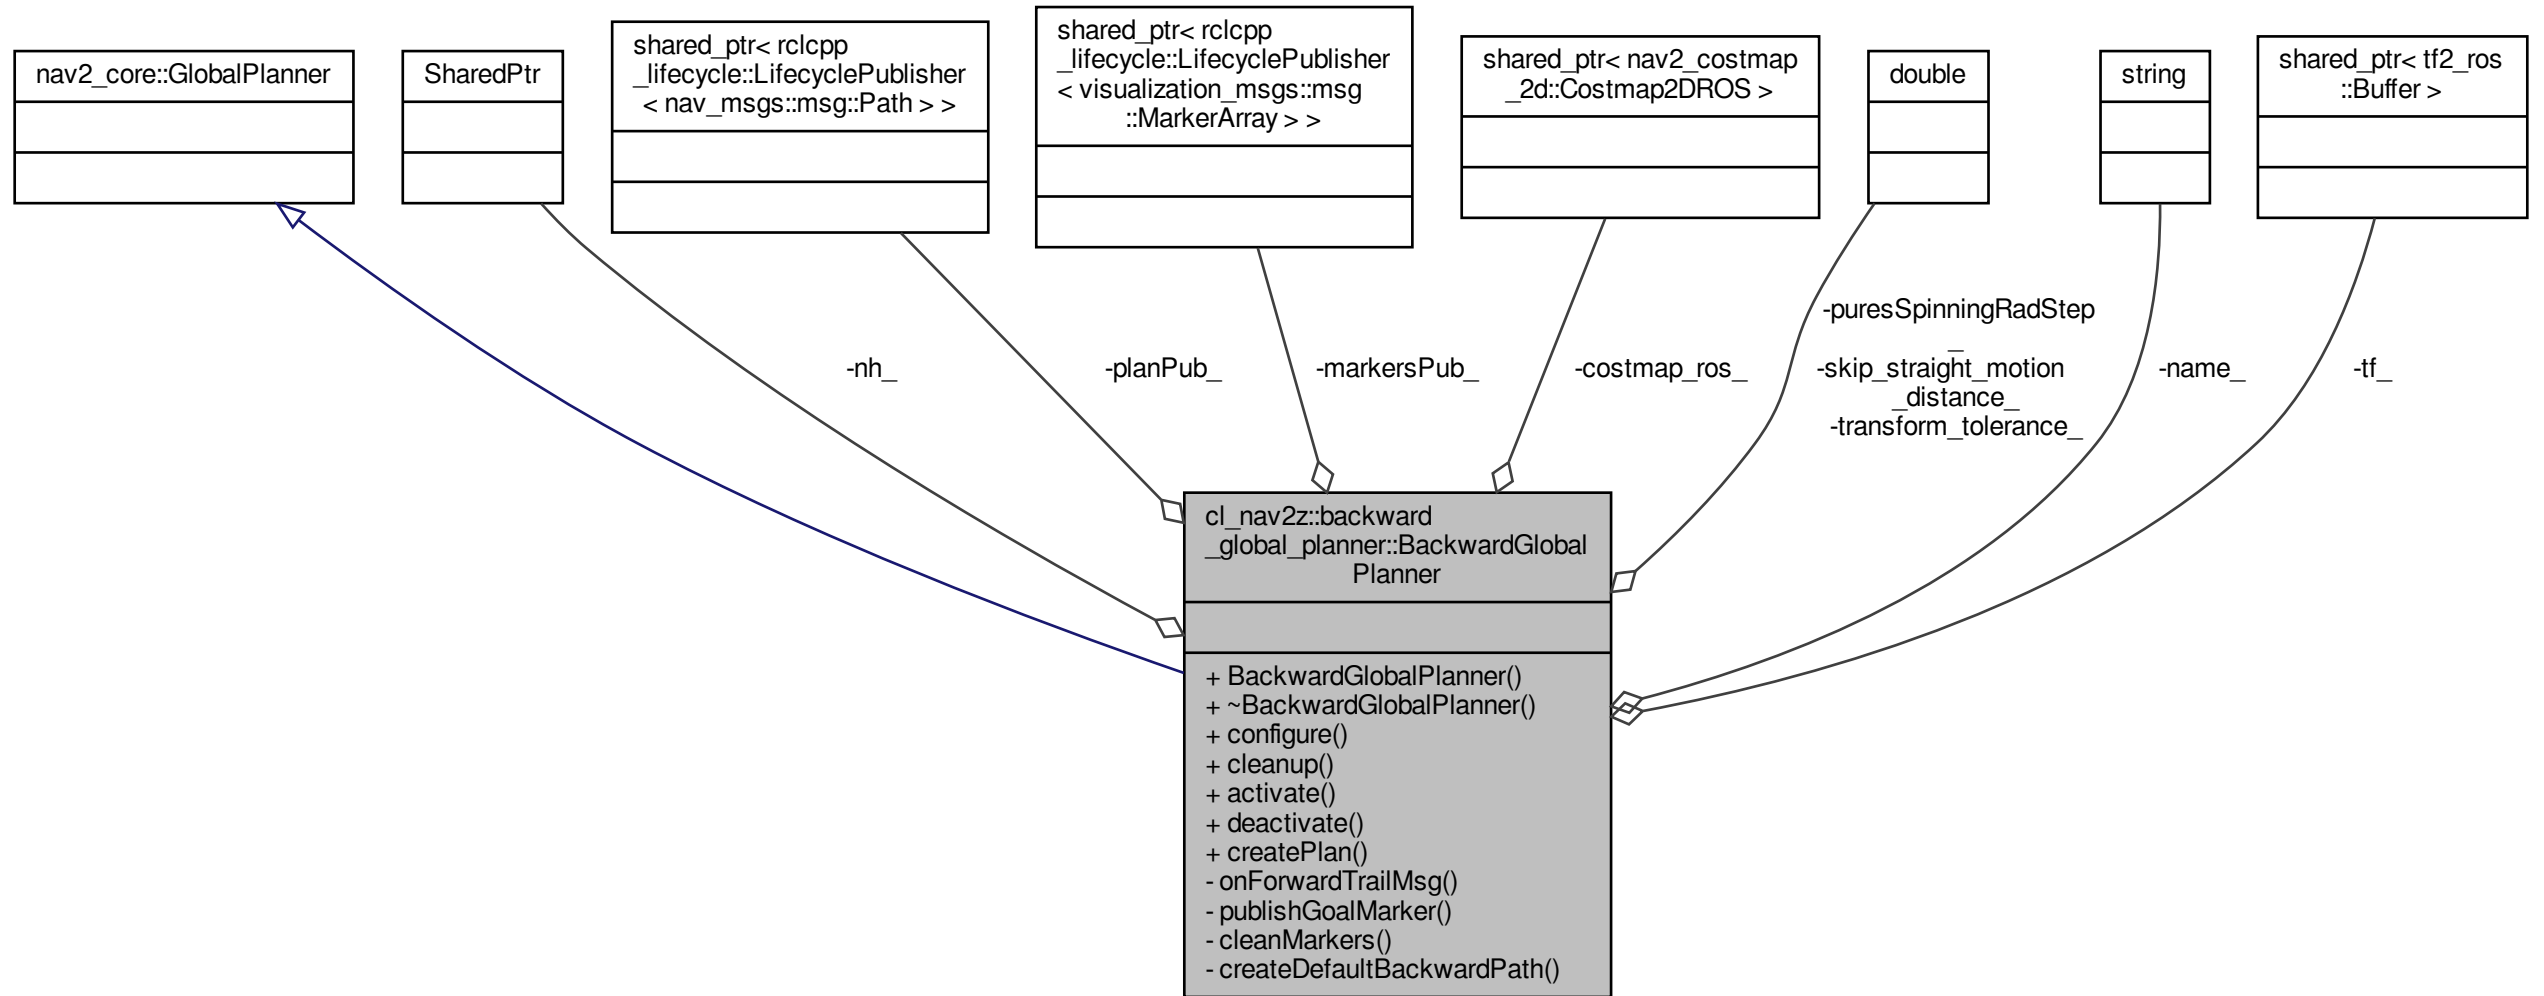 nav2_core::GlobalPlanner
SharedPtr
shared_ptr< rclcpp
_lifecycle::LifecyclePublisher
< nav_msgs::msg::Path > >
shared_ptr< rclcpp
_lifecycle::LifecyclePublisher
< visualization_msgs::msg
::MarkerArray > >
shared_ptr< nav2_costmap
_2d::Costmap2DROS >
double
string
shared_ptr< tf2_ros
::Buffer >
-nh_
-planPub_
-markersPub_
-costmap_ros_
-puresSpinningRadStep
_
-skip_straight_motion
_distance_
-transform_tolerance_
-name_
-tf_
cl_nav2z::backward
_global_planner::BackwardGlobal
Planner
+ BackwardGlobalPlanner()
+ ~BackwardGlobalPlanner()
+ configure()
+ cleanup()
+ activate()
+ deactivate()
+ createPlan()
- onForwardTrailMsg()
- publishGoalMarker()
- cleanMarkers()
- createDefaultBackwardPath()